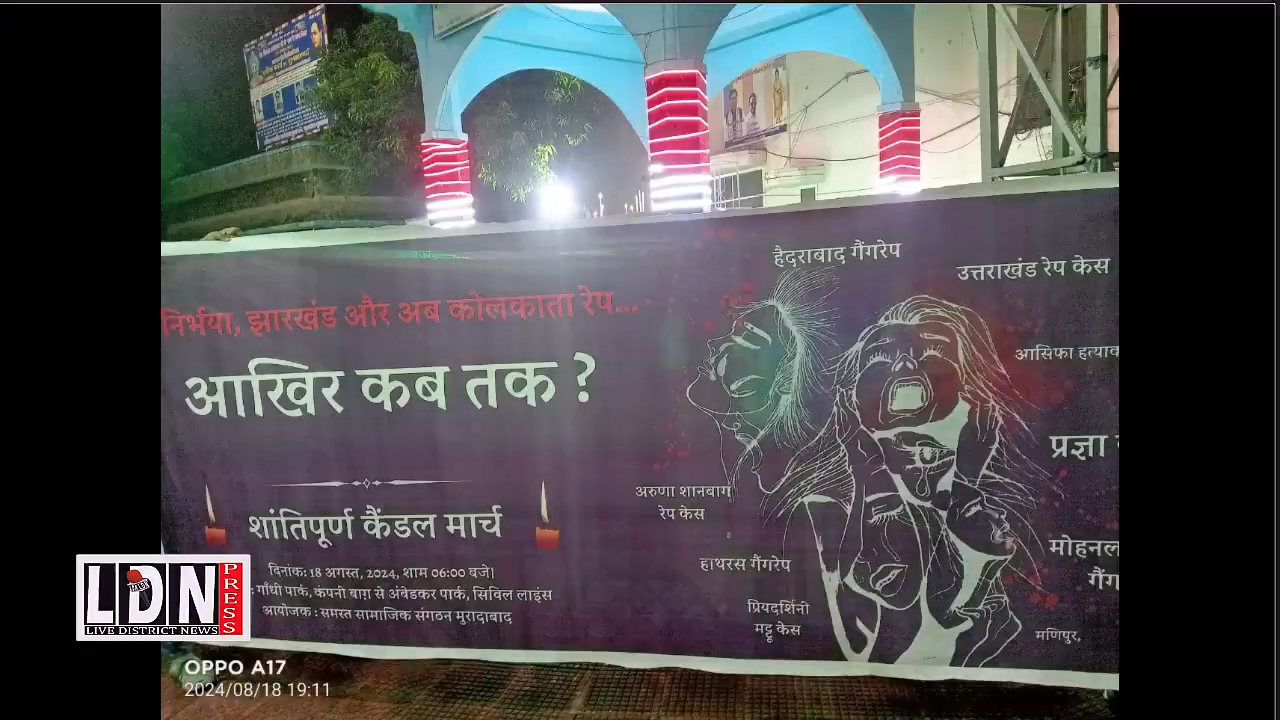 हैदराबाद गैंगरेप
उत्तराखंड रेप केस
निर्भया, झारखंड और अब कोलकाता रेप...
आसिफा
आखिर कब तक ?
प्रज्ञा
अरुणा शानबाग
रेप केस
शांतिपूर्ण कैंडल मार्च
हाथरस गैंगरेप
दिनांक: 18 अगस्त, 2024, शाम 06:00 बजे।
: गाँधी पार्क, कंपनी बाग़ से अंबेडकर पार्क, सिविल लाइंस
आयोजक : समस्त सामाजिक संगठन मुरादाबाद
प्रियदर्शिनी
मट्टू केस
मणिपुर,
LDN PRESS
LIVE DISTRICT NEWS
OPPO A17
2024/08/18 19:11